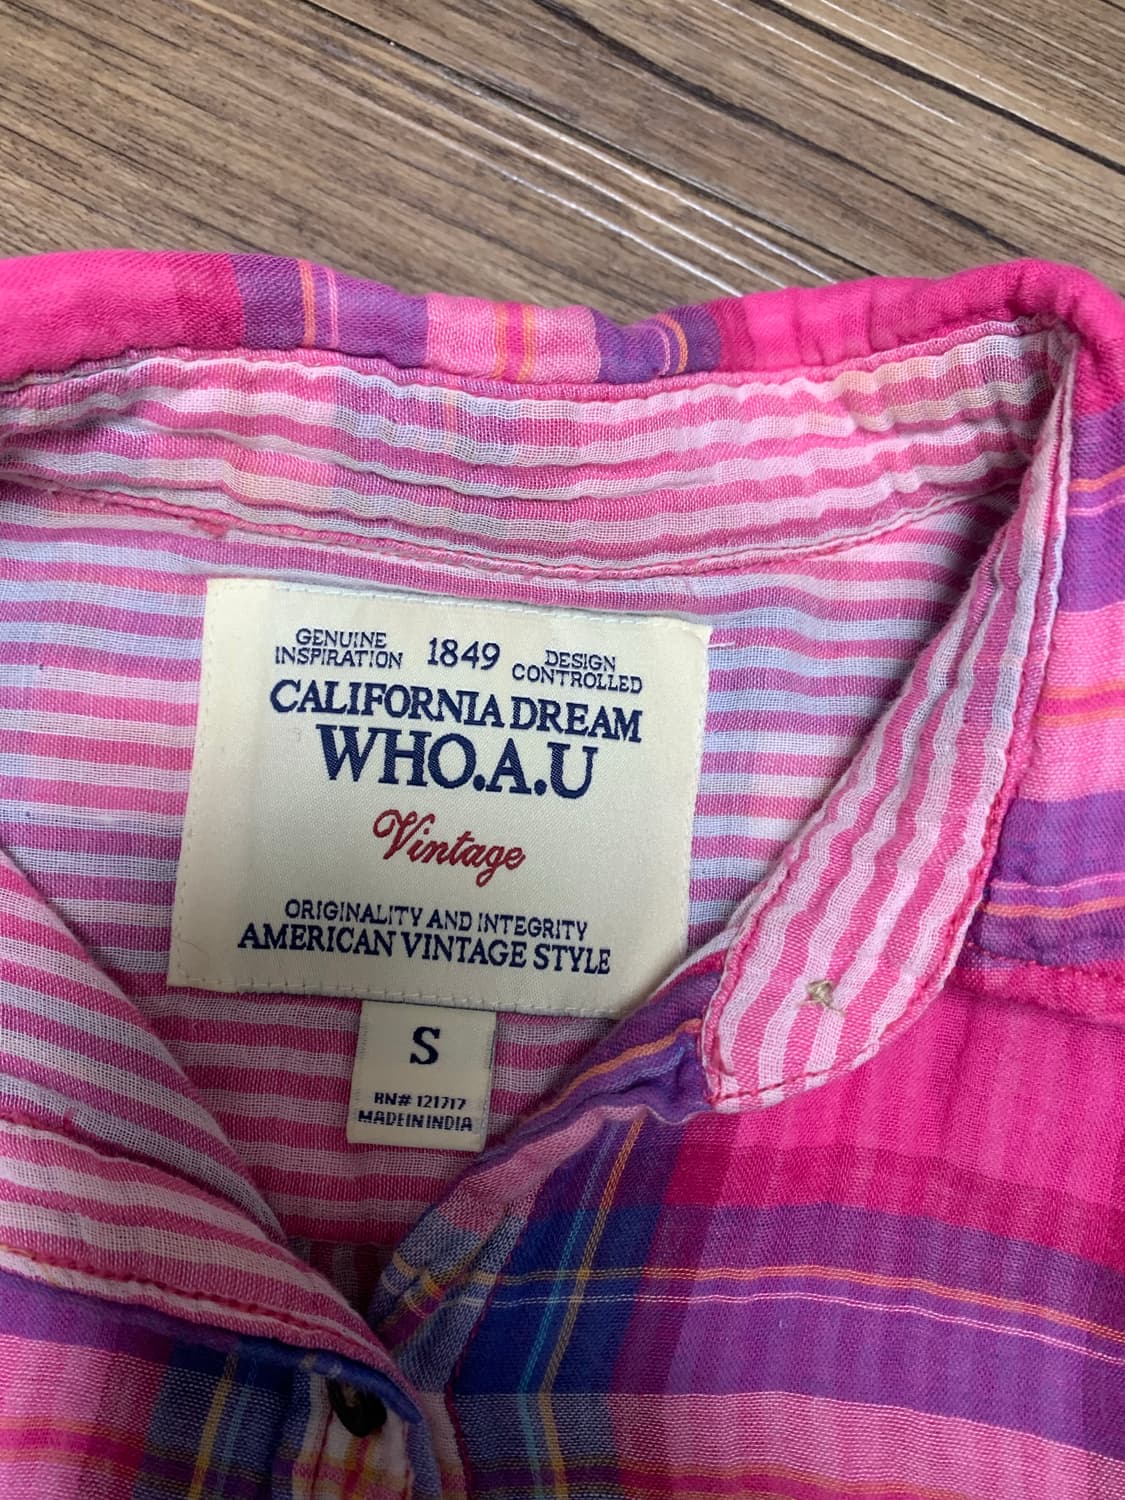 GENUINE INSPIRATION
1849
DESIGN CONTROLLED
CALIFORNIA DREAM
WHO.A.U
Vintage
ORIGINALITY AND INTEGRITY
AMERICAN VINTAGE STYLE
S
RN# 121717
MADE IN INDIA